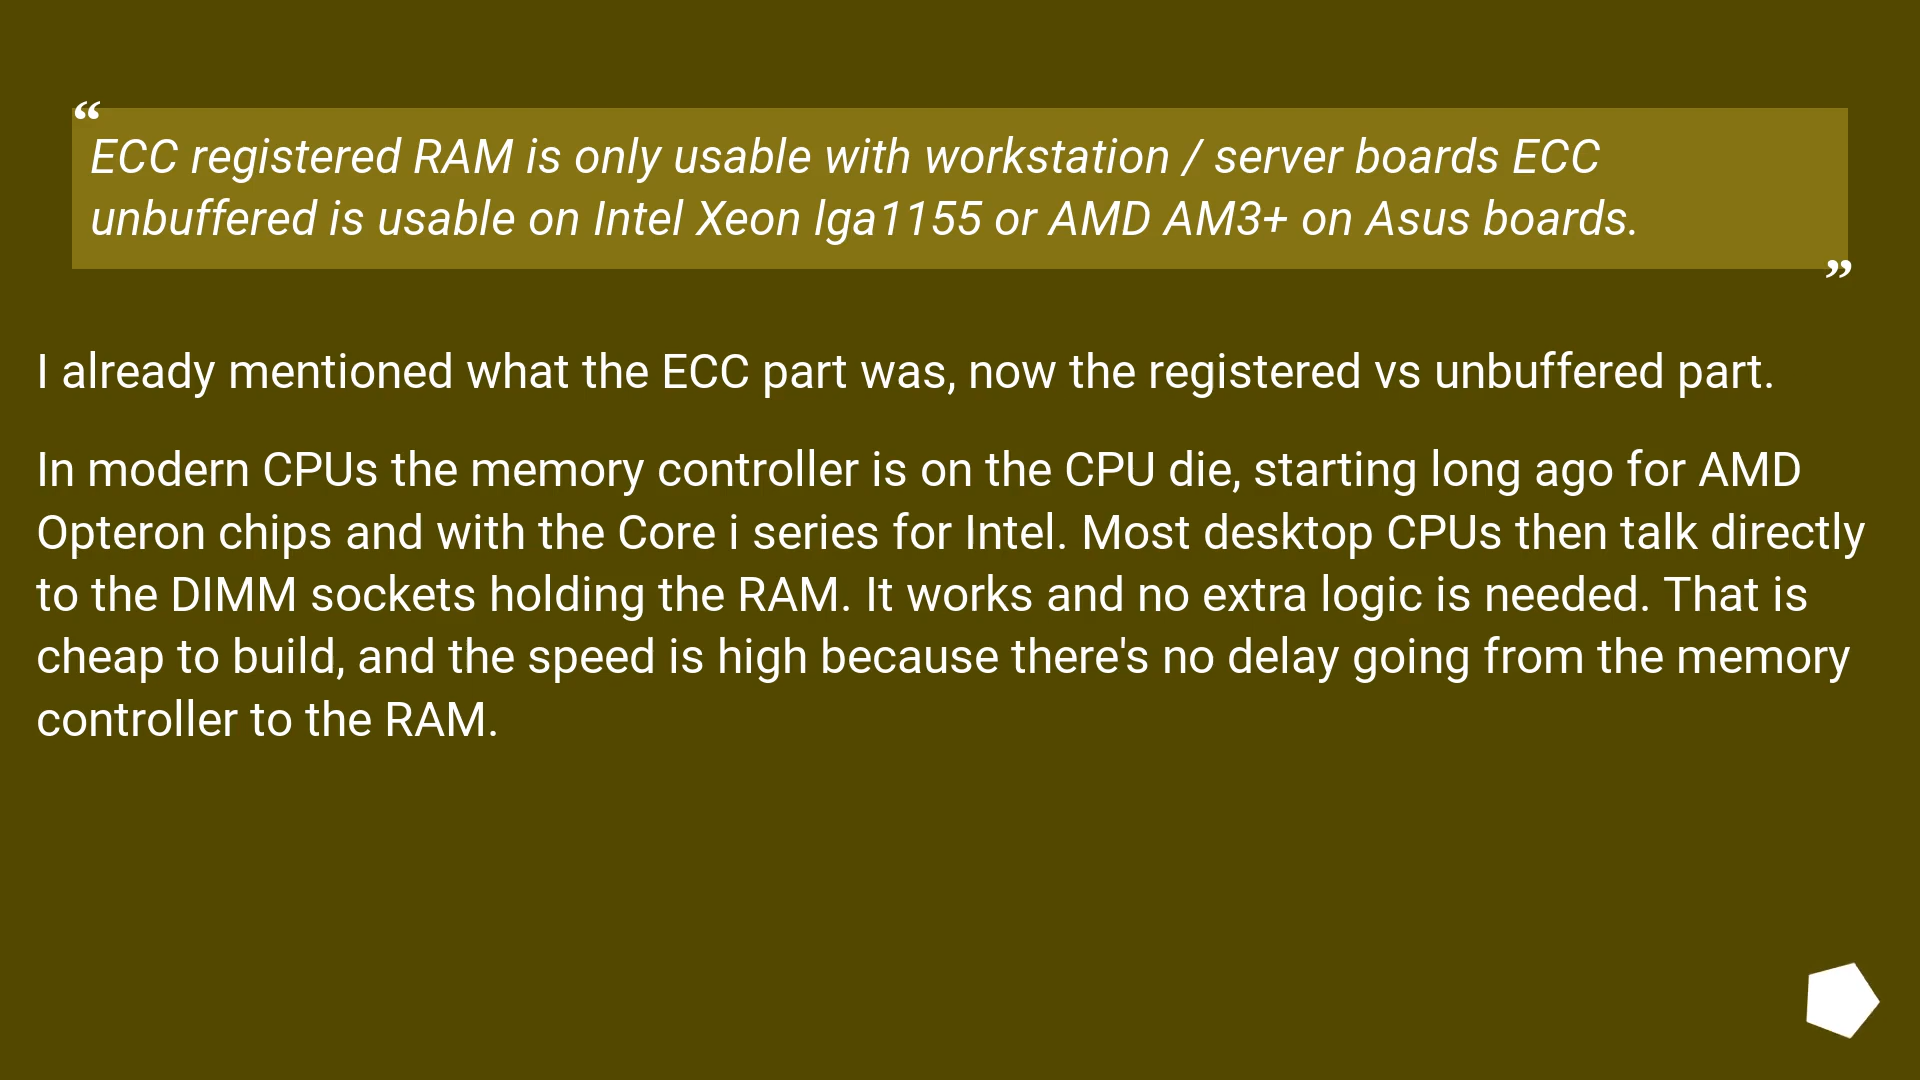 “
ECC registered RAM is only usable with workstation / server boards ECC
unbuffered is usable on Intel Xeon lga1155 or AMD AM3+ on Asus boards.
”
I already mentioned what the ECC part was, now the registered vs unbuffered part.
In modern CPUs the memory controller is on the CPU die, starting long ago for AMD
Opteron chips and with the Core i series for Intel. Most desktop CPUs then talk directly
to the DIMM sockets holding the RAM. It works and no extra logic is needed. That is
cheap to build, and the speed is high because there's no delay going from the memory
controller to the RAM.